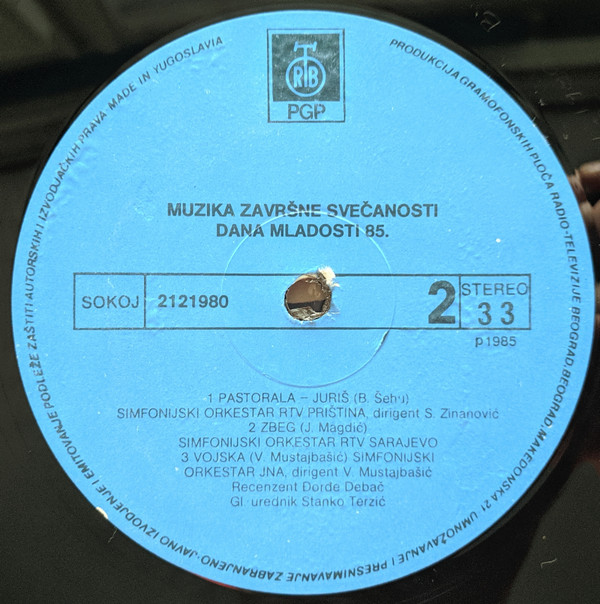 PRODUKCIJA GRAMOFONSKIH PLOČA RADIO-TELEVIZIJE BEOGRAD, BEOGRAD, MAKEDONSKA 21 UMNOŽAVANJE I PRESNIMAVANJE ZABRANJENO-JAVNO IZVODJENJE I EMITOVANJE PODLEŽE ZAŠTITI AUTORSKIH I IZVODJAČKIH PRAVA MADE IN YUGOSLAVIA
RTB
PGP
MUZIKA ZAVRŠNE SVEČANOSTI
DANA MLADOSTI 85.
SOKOJ 2121980 2 STEREO
33
p 1985
1 PASTORALA – JURIŠ (B. Šehu)
SIMFONIJSKI ORKESTAR RTV PRIŠTINA, dirigent S. Zinanović
2 ZBEG (J. Magdić)
SIMFONIJSKI ORKESTAR RTV SARAJEVO
3 VOJSKA (V. Mustajbašić) SIMFONIJSKI
ORKESTAR JNA, dirigent V. Mustajbašić
Recenzent Đorđe Debač
Gl. urednik Stanko Terzić